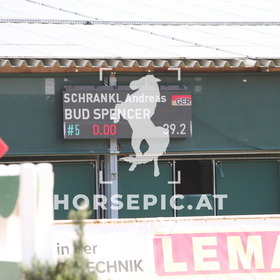 SCHRANKL Andreas GER
BUD SPENCER
#5 0.00 39.2
HORSEPIC.AT
in der
TECHNIK
LEM